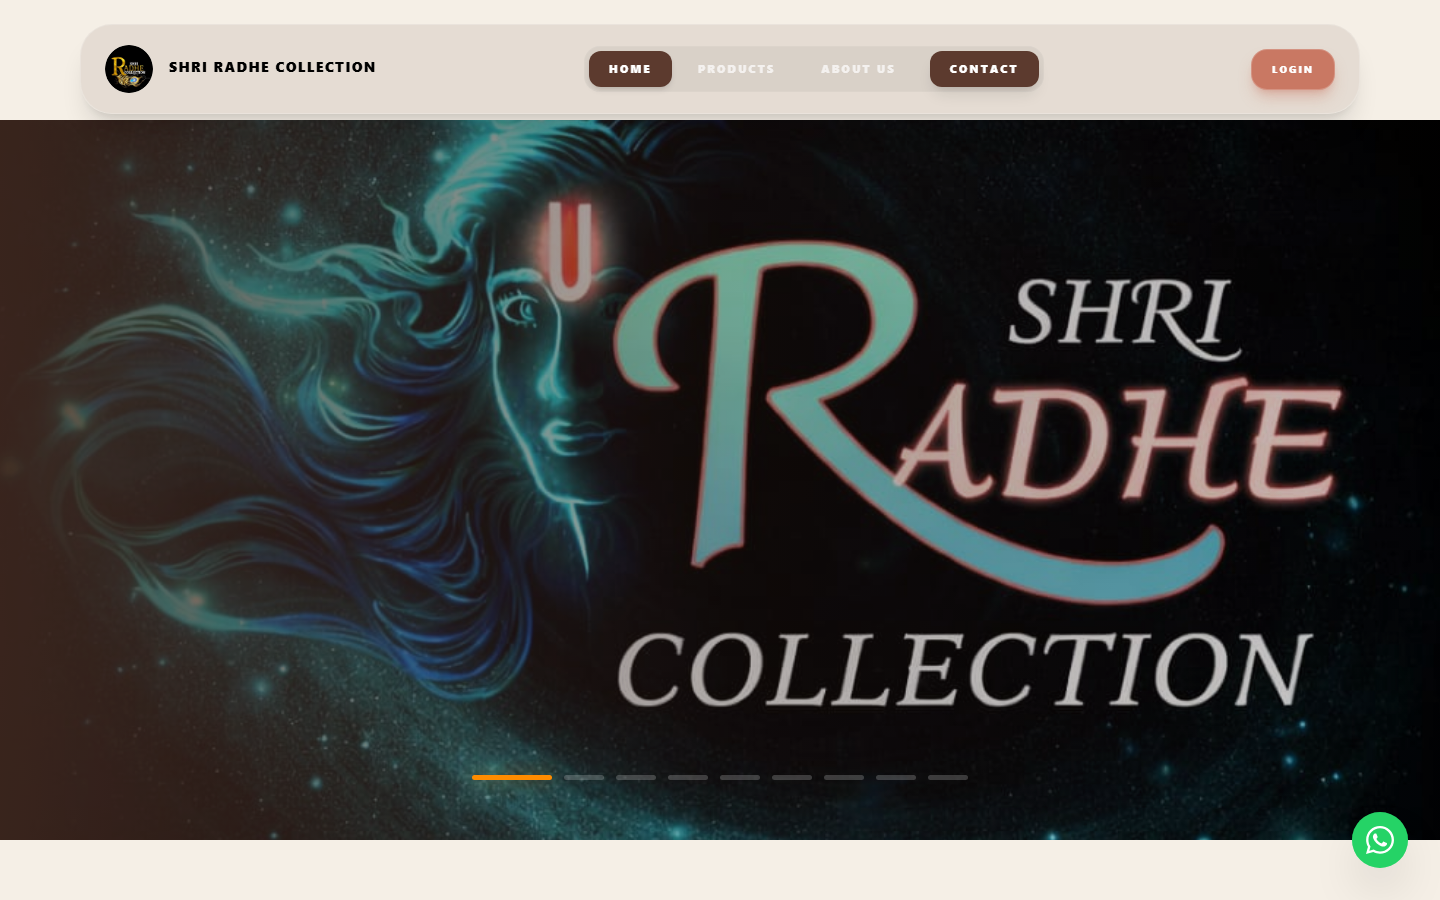 SHRI RADHE COLLECTION
HOME
PRODUCTS
ABOUT US
CONTACT
LOGIN
SHRI
RADHE
COLLECTION